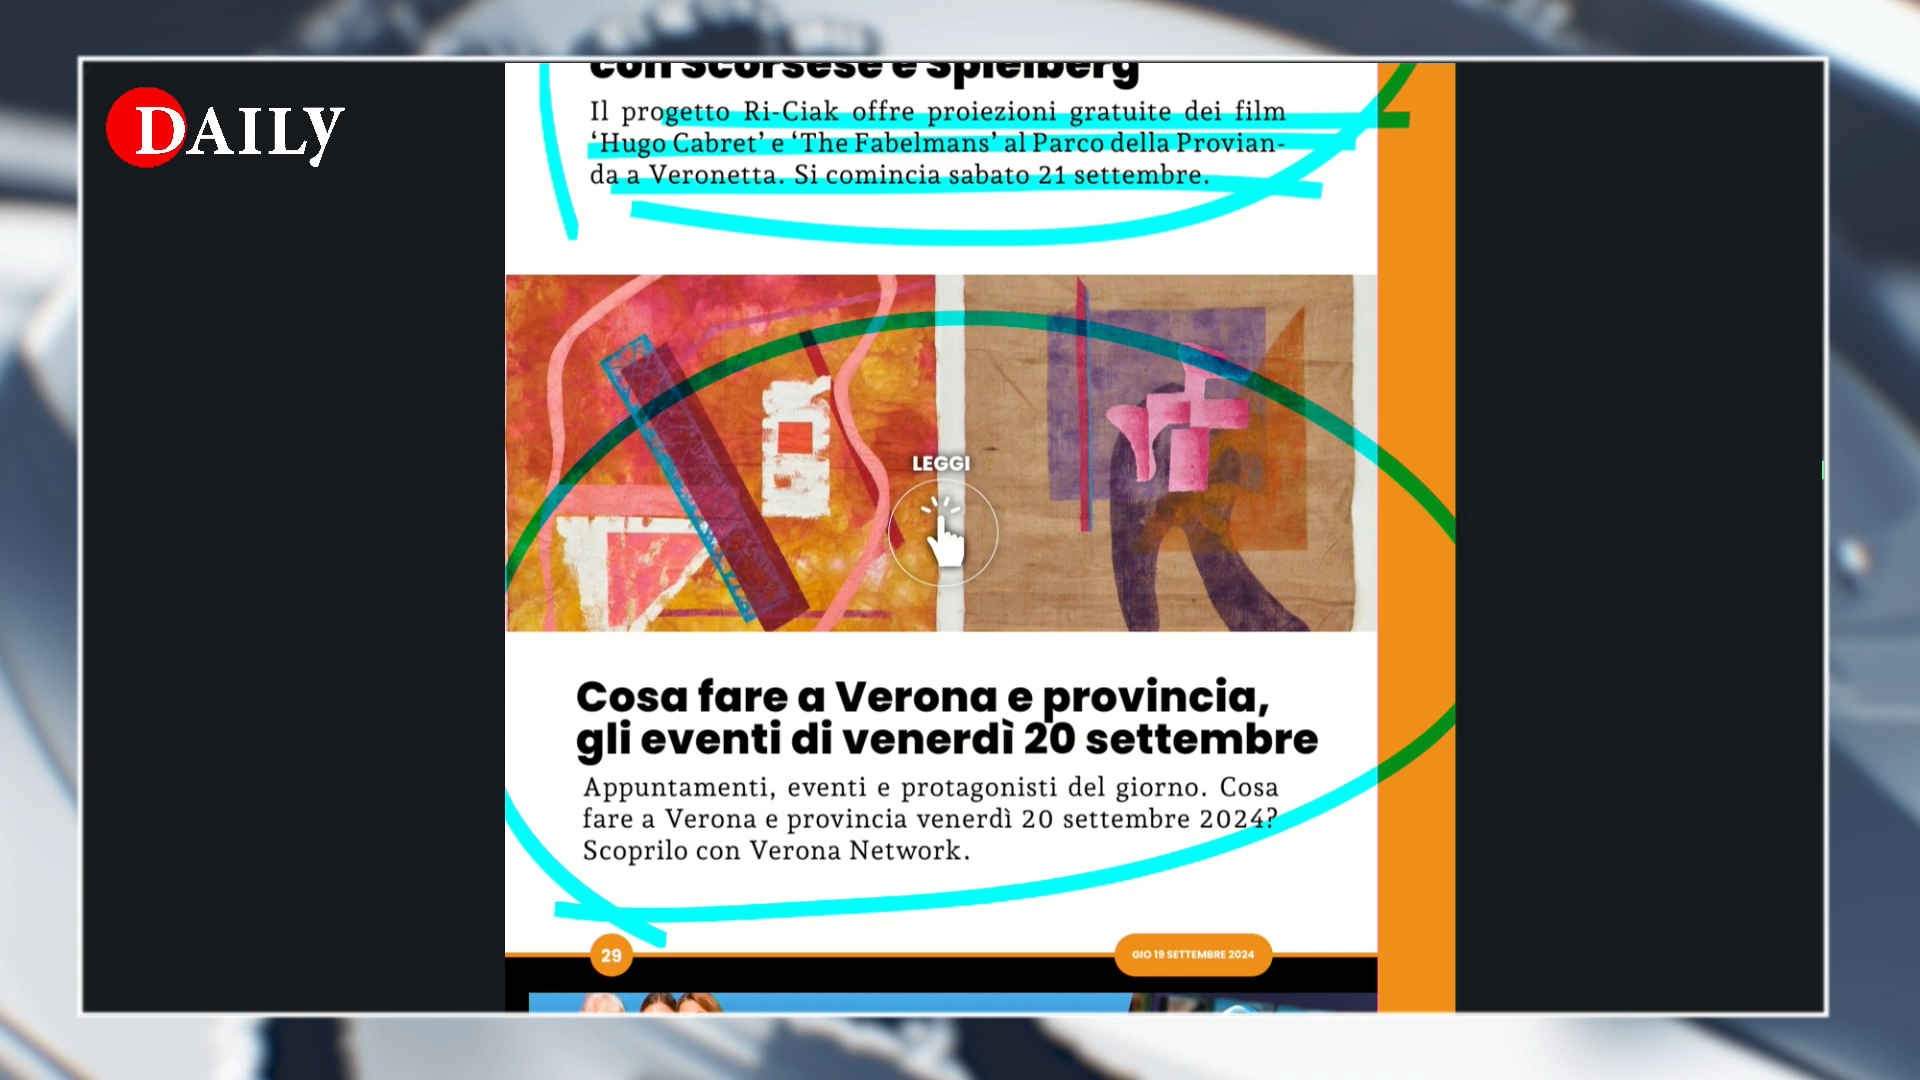 DAILY
con Scorsese e Spielberg
Il progetto Ri-Ciak offre proiezioni gratuite dei film
‘Hugo Cabret’ e ‘The Fabelmans’ al Parco della Provian-
da a Veronetta. Si comincia sabato 21 settembre.
LEGGI
Cosa fare a Verona e provincia,
gli eventi di venerdì 20 settembre
Appuntamenti, eventi e protagonisti del giorno. Cosa
fare a Verona e provincia venerdì 20 settembre 2024?
Scoprilo con Verona Network.
29
GIO 19 SETTEMBRE 2024